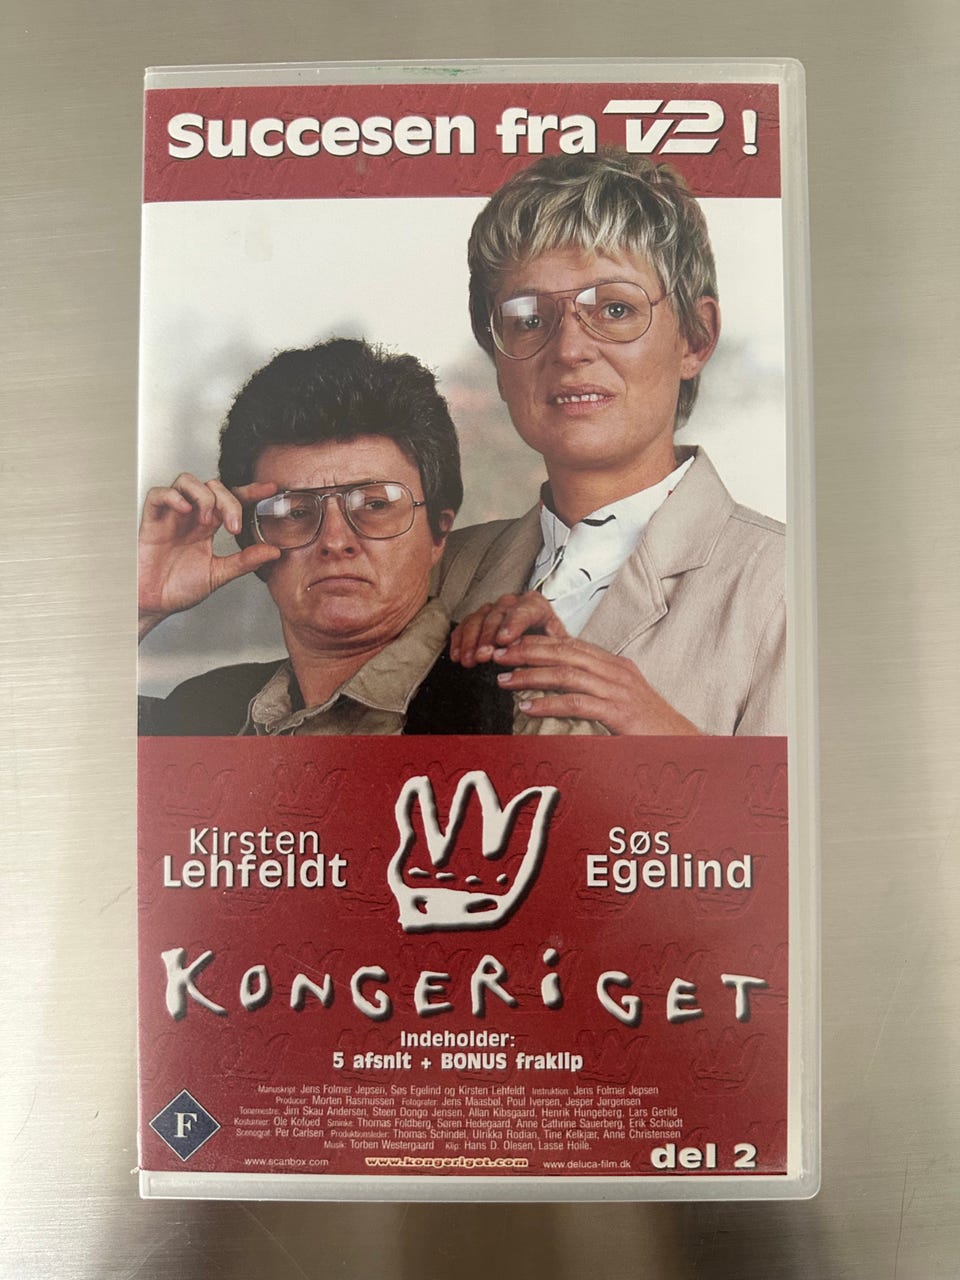 Succesen fra TV2 !
Kirsten
Lehfeldt
Søs
Egelind
KONGERiGET
Indeholder:
5 afsnit + BONUS fraklip
Manuskript: Jens Folmer Jepsen, Søs Egelind og Kirsten Lehfeldt Instruktion: Jens Folmer Jepsen
Producer: Morten Rasmussen Fotografer: Jens Maasbøl, Poul Iversen, Jesper Jørgensen
Tonemestre: Jim Skau Andersen, Steen Dongo Jensen, Allan Kibsgaard, Henrik Hungeberg, Lars Gerild
Kostumier: Ole Kofoed Sminke: Thomas Foldberg, Søren Hedegaard, Anne Cathrine Sauerberg, Erik Schiødt
Scenograf: Per Carlsen Produktionsleder: Thomas Schindel, Ulrikka Rodian, Tine Kelkjær, Anne Christensen
Musik: Torben Westergaard Klip: Hans D. Olesen, Lasse Hoile.
F
www.scanbox.com www.kongeriget.com www.deluca-film.dk
del 2